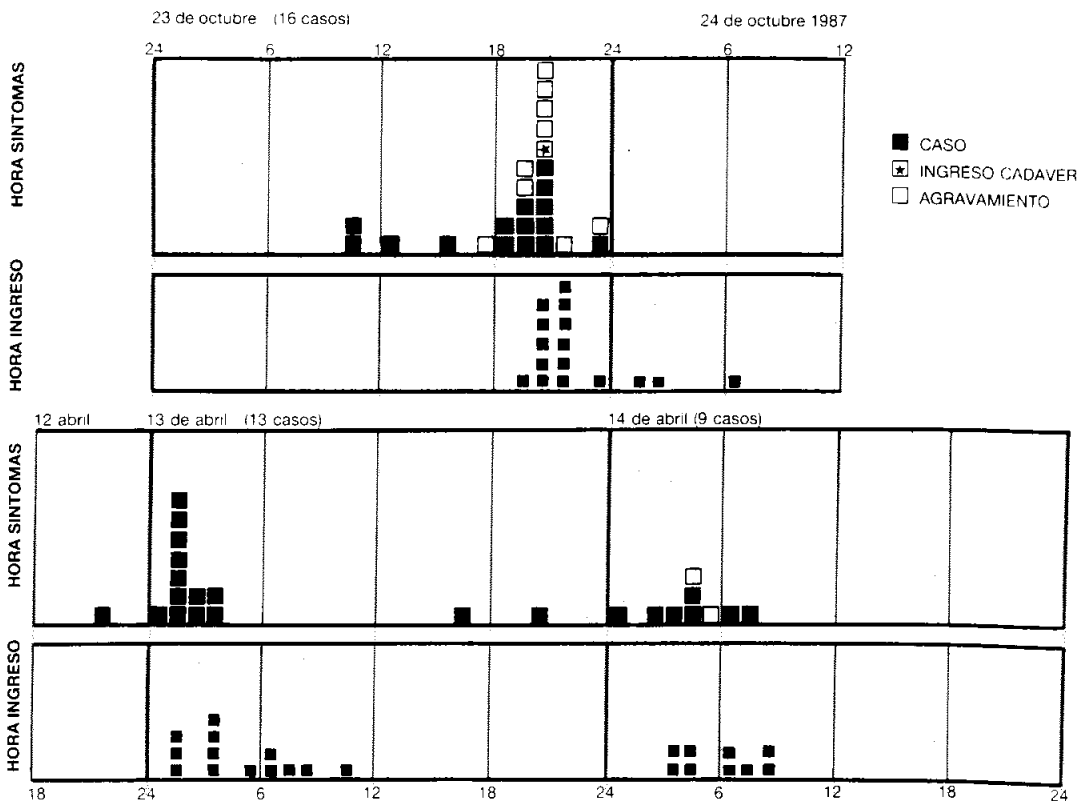 23 de octubre (16 casos) 24 de octubre 1987
24 6 12 18 24 6 12
HORA SINTOMAS
CASO
INGRESO CADAVER
AGRAVAMIENTO
HORA INGRESO
12 abril 13 de abril (13 casos) 14 de abril (9 casos)
HORA SINTOMAS
HORA INGRESO
18 24 6 12 18 24 6 12 18 24